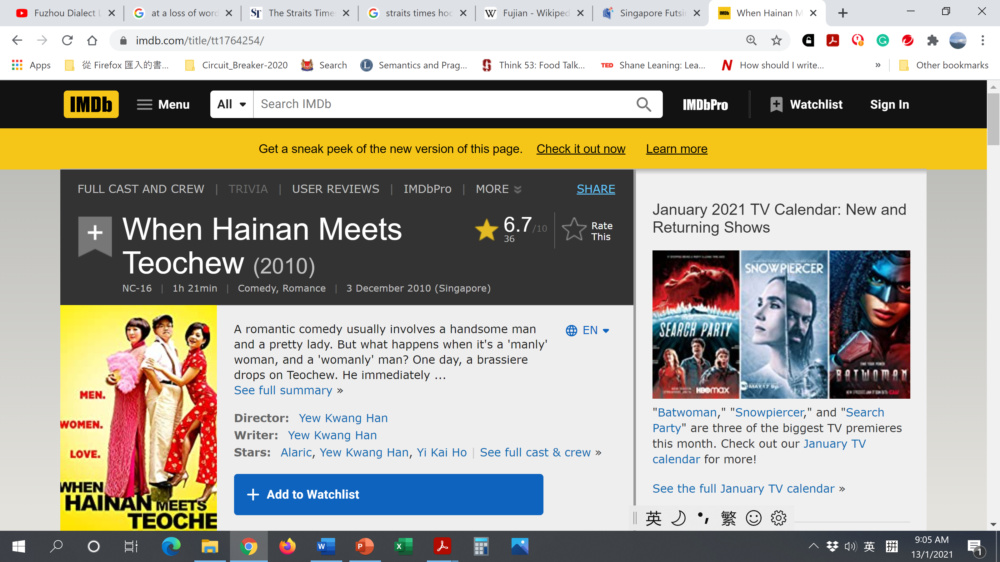 Fuzhou Dialect L
at a loss of word
The Straits Time
straits times hoc
Fujian - Wikiped
Singapore Futsin
When Hainan M
imdb.com/title/tt1764254/
Apps
從 Firefox 匯入的書...
Circuit_Breaker-2020
Search
Semantics and Prag...
Think 53: Food Talk...
TED
Shane Leaning: Lea...
How should I write...
»
Other bookmarks
IMDb
Menu
All
Search IMDb
IMDbPro
Watchlist
Sign In
Get a sneak peek of the new version of this page. Check it out now Learn more
FULL CAST AND CREW | TRIVIA | USER REVIEWS | IMDbPro | MORE
SHARE
When Hainan Meets
Teochew (2010)
6.7/10
36
Rate
This
NC-16 | 1h 21min | Comedy, Romance | 3 December 2010 (Singapore)
MEN.
WOMEN.
LOVE.
WHEN
HAINAN MEETS
TEOCHE
A romantic comedy usually involves a handsome man
and a pretty lady. But what happens when it's a 'manly'
woman, and a 'womanly' man? One day, a brassiere
drops on Teochew. He immediately ...
See full summary »
EN
Director: Yew Kwang Han
Writer: Yew Kwang Han
Stars: Alaric, Yew Kwang Han, Yi Kai Ho | See full cast & crew »
+ Add to Watchlist
January 2021 TV Calendar: New and
Returning Shows
SEARCH PARTY
HBOmax
SNOWPIERCER
MAY 17 8p
BATWOMAN
"Batwoman," "Snowpiercer," and "Search
Party" are three of the biggest TV premieres
this month. Check out our January TV
calendar for more!
See the full January TV calendar »
英
繁
英
拼
9:05 AM
13/1/2021
1